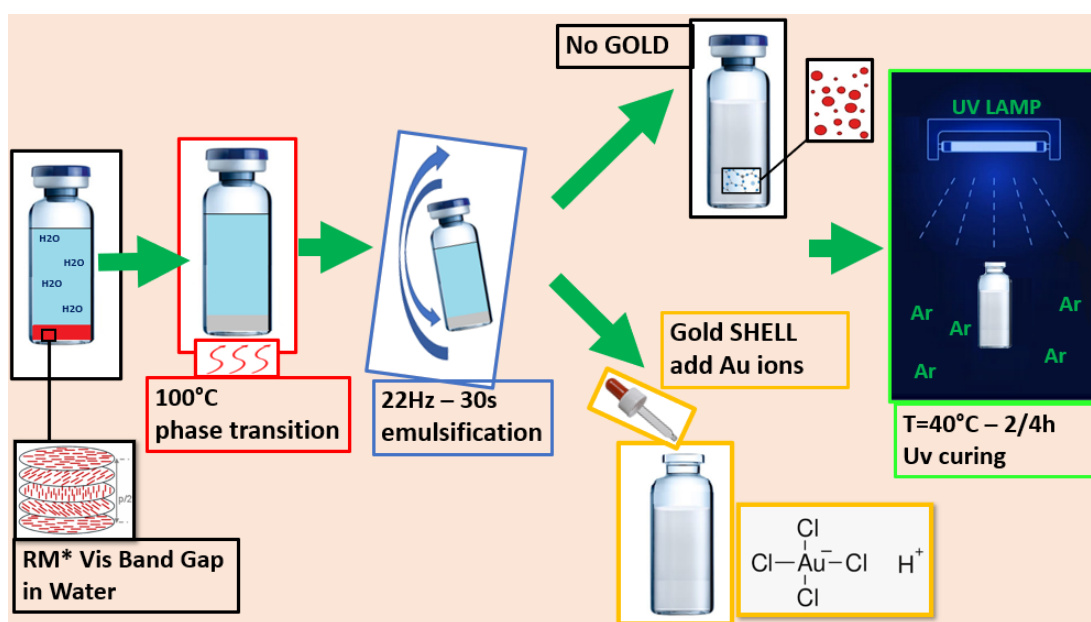 No GOLD
UV LAMP
H2O
H2O
H2O
H2O
Ar
Ar
Ar
Ar
Gold SHELL
add Au ions
100°C
phase transition
22Hz – 30s
emulsification
T=40°C – 2/4h
Uv curing
p/2
RM* Vis Band Gap
in Water
Cl
Cl—Au⁻—Cl H⁺
Cl